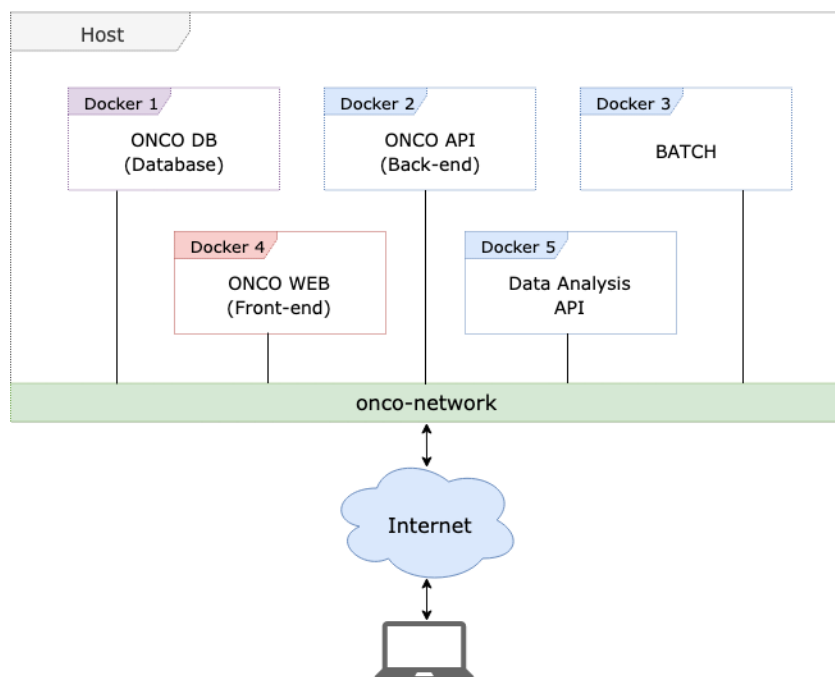 Host
Docker 1
ONCO DB
(Database)
Docker 2
ONCO API
(Back-end)
Docker 3
BATCH
Docker 4
ONCO WEB
(Front-end)
Docker 5
Data Analysis
API
onco-network
Internet